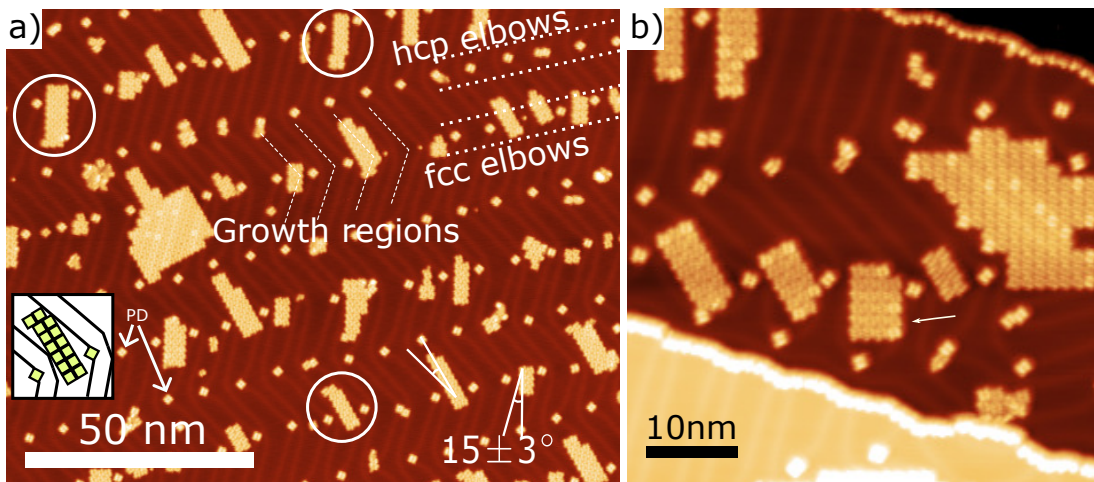 a)
hcp elbows
fcc elbows
Growth regions
PD
50 nm
15±3°
b)
10nm